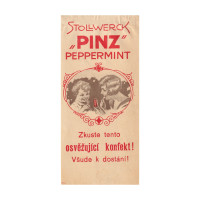 STOLLWERCK
„PINZ“
PEPPERMINT
Zkuste tento
osvěžující konfekt!
Všude k dostání!